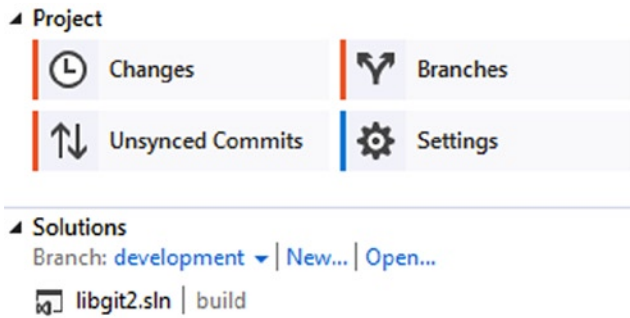 Project
Changes
Branches
Unsynced Commits
Settings
Solutions
Branch: development | New... | Open...
libgit2.sln | build